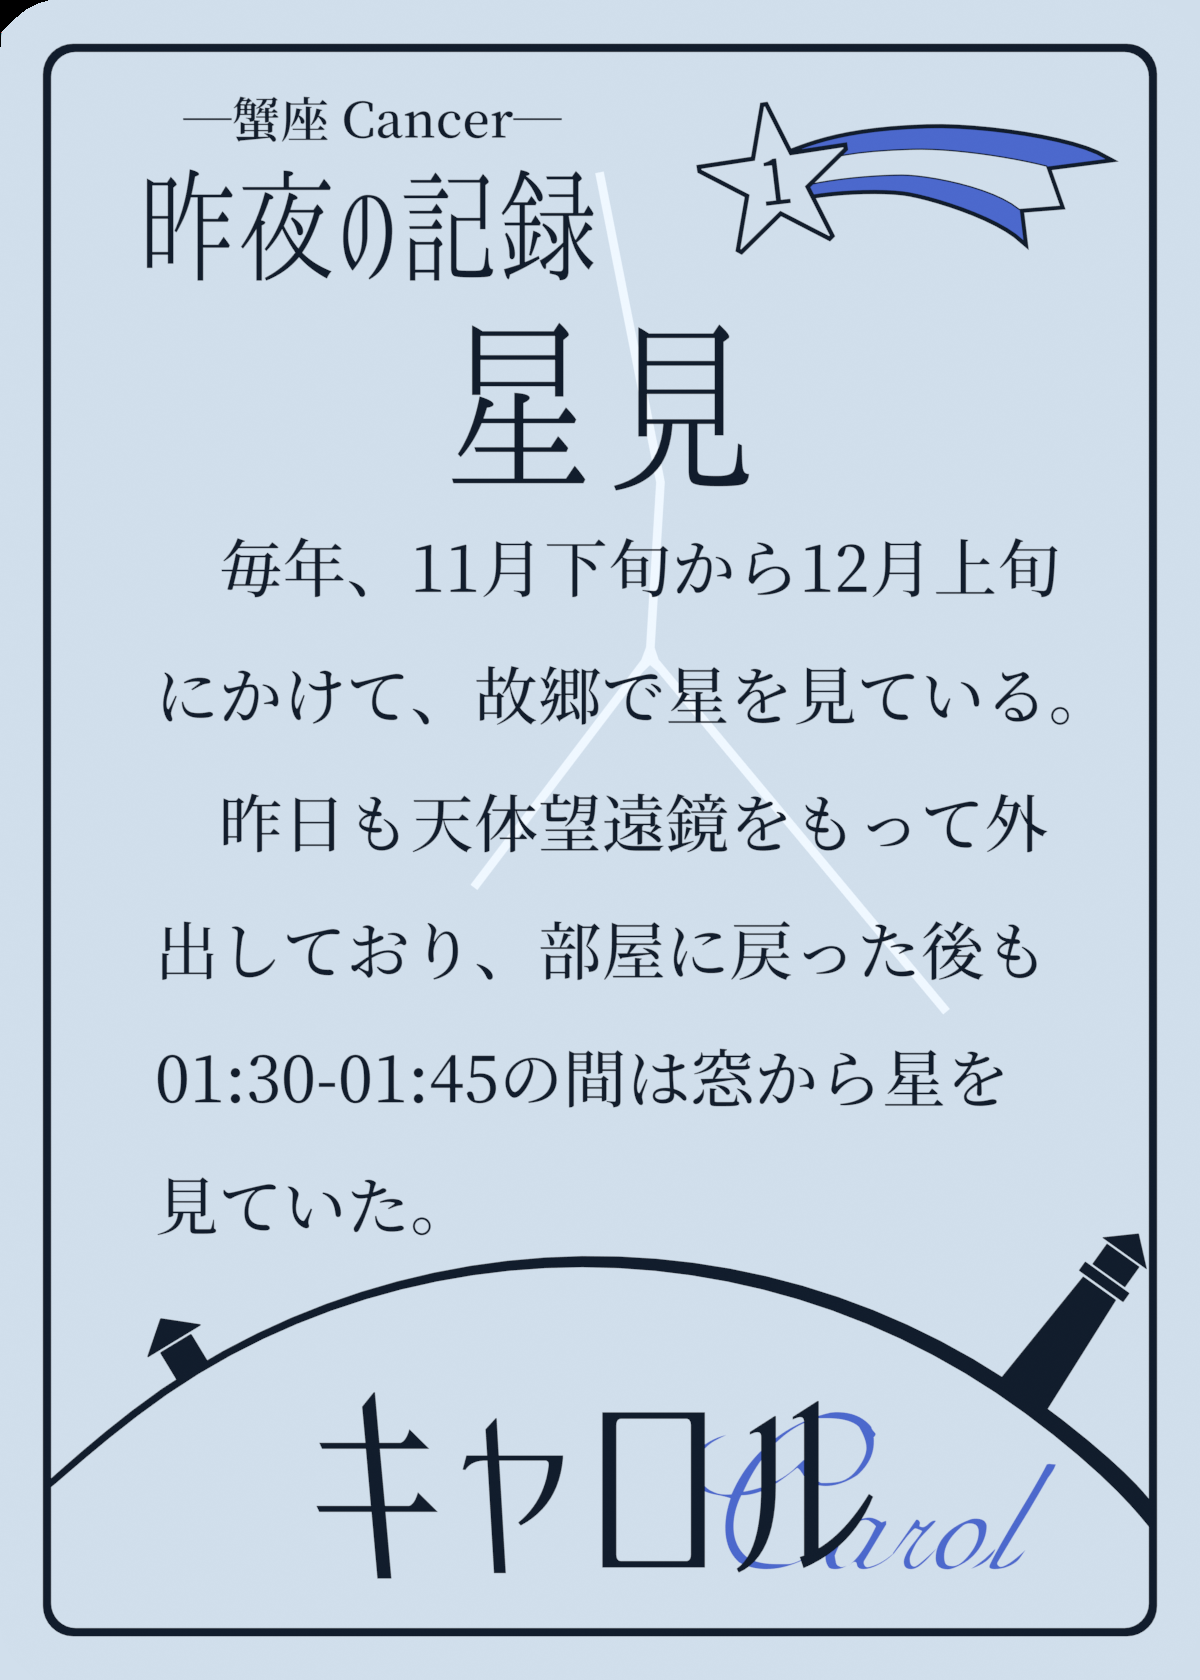 ―蟹座 Cancer―
1
昨夜の記録
星見
　毎年、11月下旬から12月上旬
にかけて、故郷で星を見ている。
　昨日も天体望遠鏡をもって外
出しており、部屋に戻った後も
01:30-01:45の間は窓から星を
見ていた。
キャロル
Carol